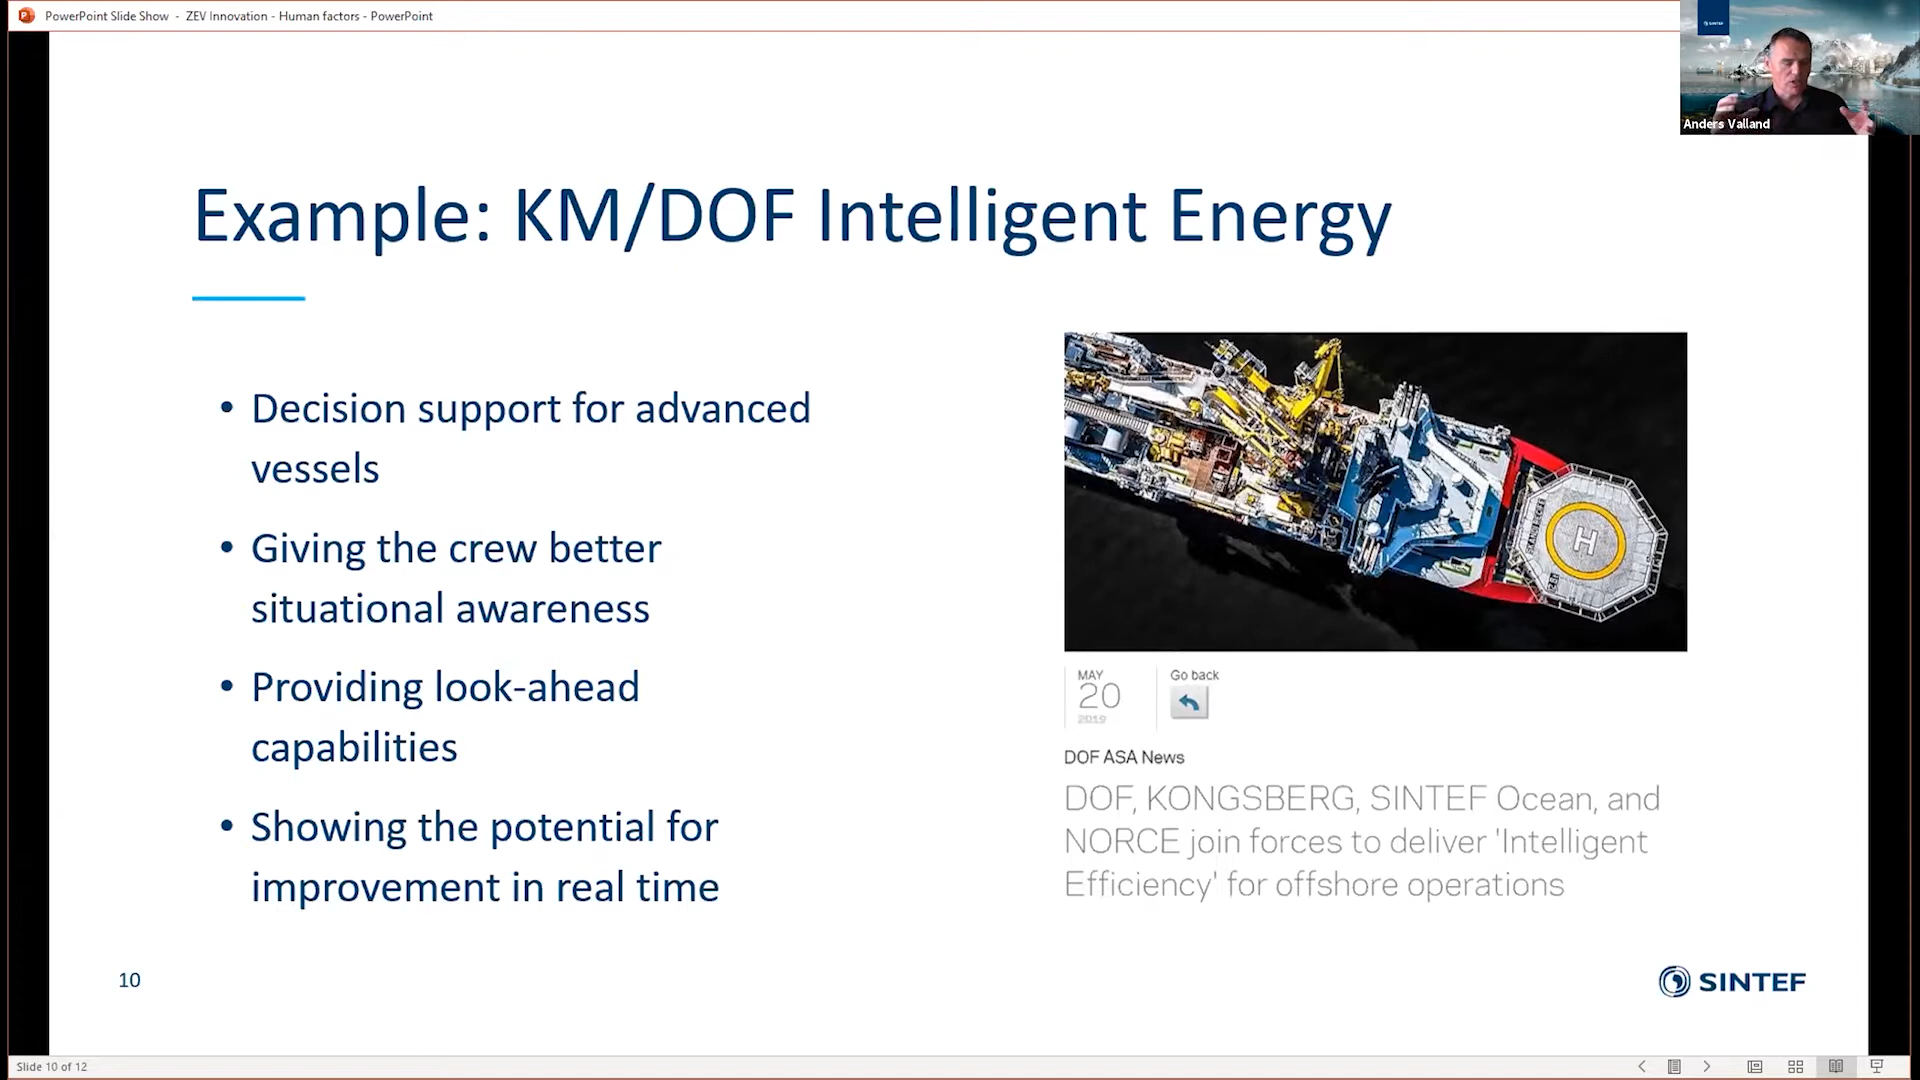 PowerPoint Slide Show - ZEV Innovation - Human factors - PowerPoint
SINTEF
Anders Valland
Example: KM/DOF Intelligent Energy
• Decision support for advanced
vessels
• Giving the crew better
situational awareness
• Providing look-ahead
capabilities
• Showing the potential for
improvement in real time
H
MAY
20
2019
Go back
DOF ASA News
DOF, KONGSBERG, SINTEF Ocean, and
NORCE join forces to deliver 'Intelligent
Efficiency' for offshore operations
10
SINTEF
Slide 10 of 12